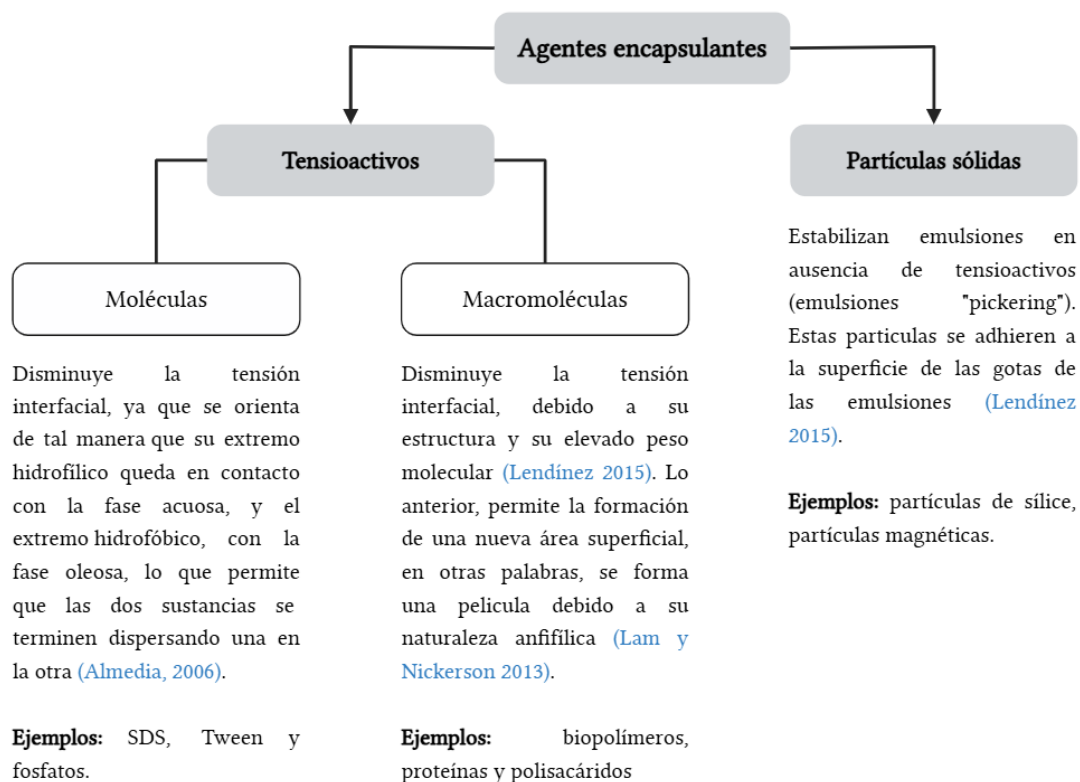 Agentes encapsulantes
Tensioactivos
Partículas sólidas
Moléculas
Disminuye la tensión
interfacial, ya que se orienta
de tal manera que su extremo
hidrofílico queda en contacto
con la fase acuosa, y el
extremo hidrofóbico, con la
fase oleosa, lo que permite
que las dos sustancias se
terminen dispersando una en
la otra (Almedia, 2006).
Ejemplos: SDS, Tween y
fosfatos.
Macromoléculas
Disminuye la tensión
interfacial, debido a su
estructura y su elevado peso
molecular (Lendínez 2015). Lo
anterior, permite la formación
de una nueva área superficial,
en otras palabras, se forma
una pelicula debido a su
naturaleza anfifílica (Lam y
Nickerson 2013).
Ejemplos: biopolímeros,
proteínas y polisacáridos
Estabilizan emulsiones en
ausencia de tensioactivos
(emulsiones "pickering").
Estas particulas se adhieren a
la superficie de las gotas de
las emulsiones (Lendínez
2015).
Ejemplos: partículas de sílice,
partículas magnéticas.